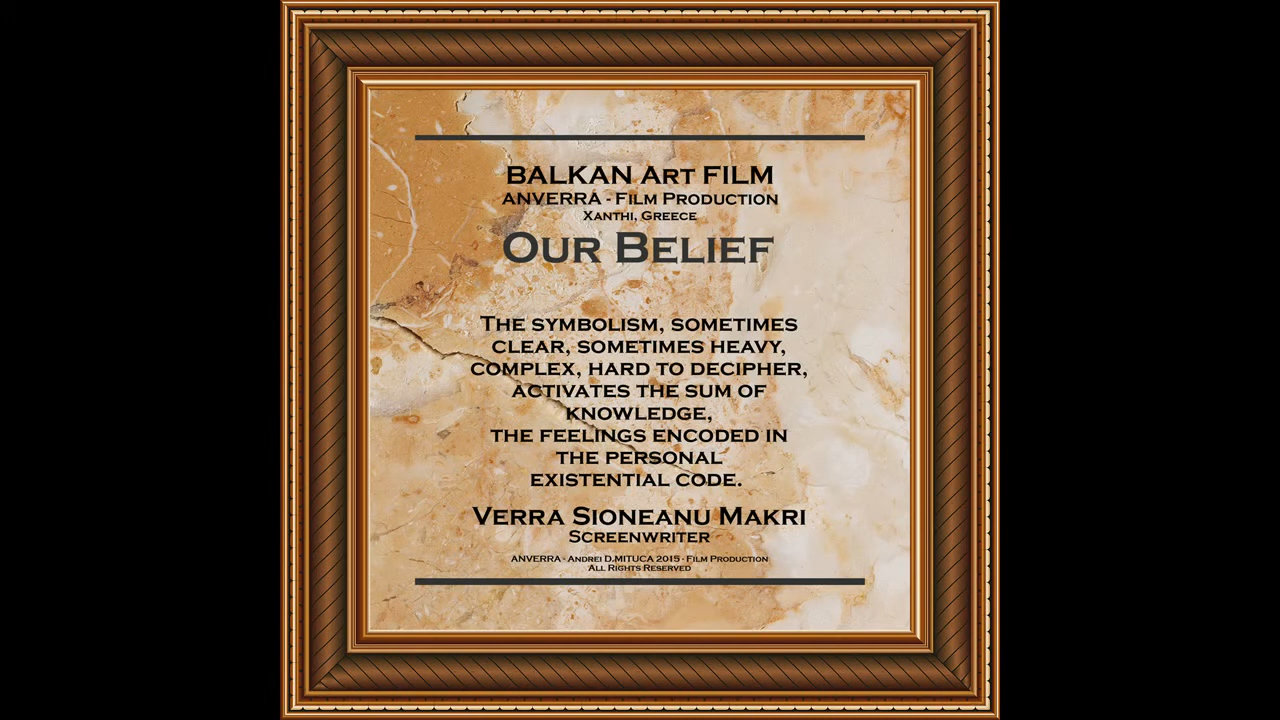 BALKAN ART FILM
ANVERRA - FILM PRODUCTION
XANTHI, GREECE
OUR BELIEF
THE SYMBOLISM, SOMETIMES
CLEAR, SOMETIMES HEAVY,
COMPLEX, HARD TO DECIPHER,
ACTIVATES THE SUM OF
KNOWLEDGE,
THE FEELINGS ENCODED IN
THE PERSONAL
EXISTENTIAL CODE.
VERRA SIONEANU MAKRI
SCREENWRITER
ANVERRA - ANDREI D.MITUCA 2015 - FILM PRODUCTION
ALL RIGHTS RESERVED